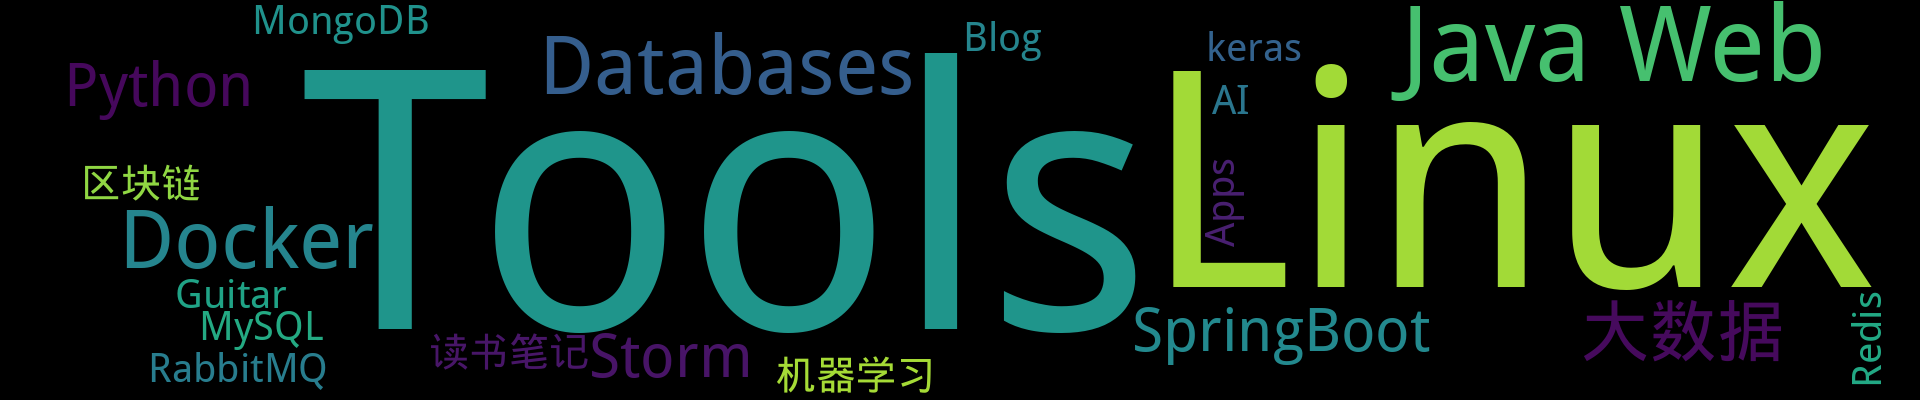 MongoDB
Blog
Java Web
Python
Databases
keras
AI
Tools
Linux
区块链
Apps
Docker
Guitar
MySQL
RabbitMQ
读书笔记
Storm
机器学习
SpringBoot
大数据
Redis